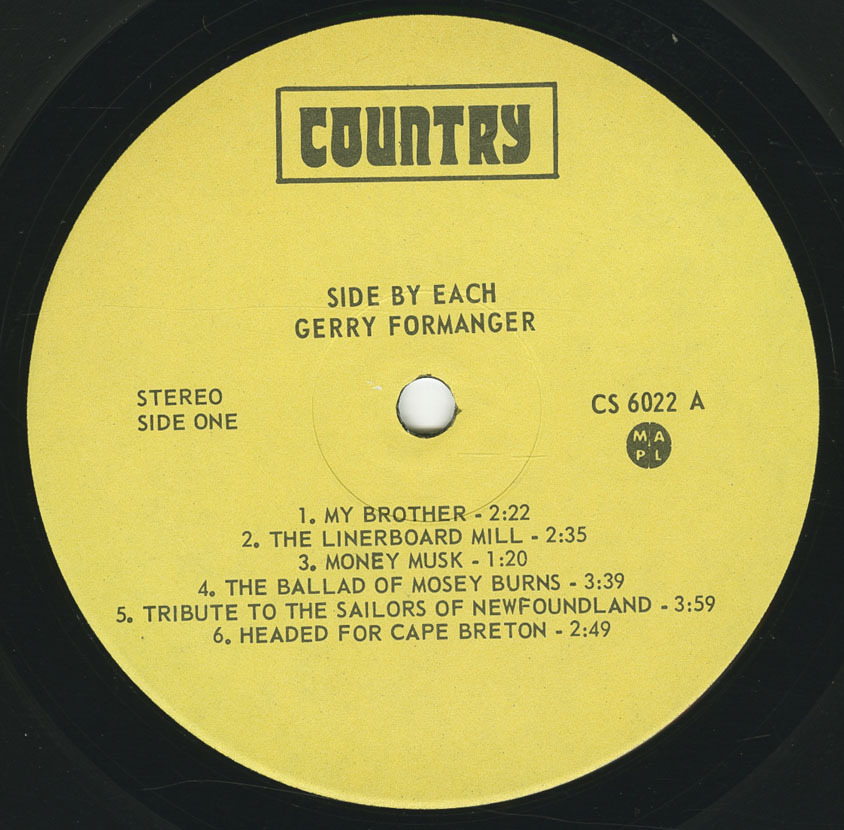 COUNTRY
SIDE BY EACH
GERRY FORMANGER
STEREO
SIDE ONE
CS 6022 A
M A
P L
1. MY BROTHER - 2:22
2. THE LINERBOARD MILL - 2:35
3. MONEY MUSK - 1:20
4. THE BALLAD OF MOSEY BURNS - 3:39
5. TRIBUTE TO THE SAILORS OF NEWFOUNDLAND - 3:59
6. HEADED FOR CAPE BRETON - 2:49